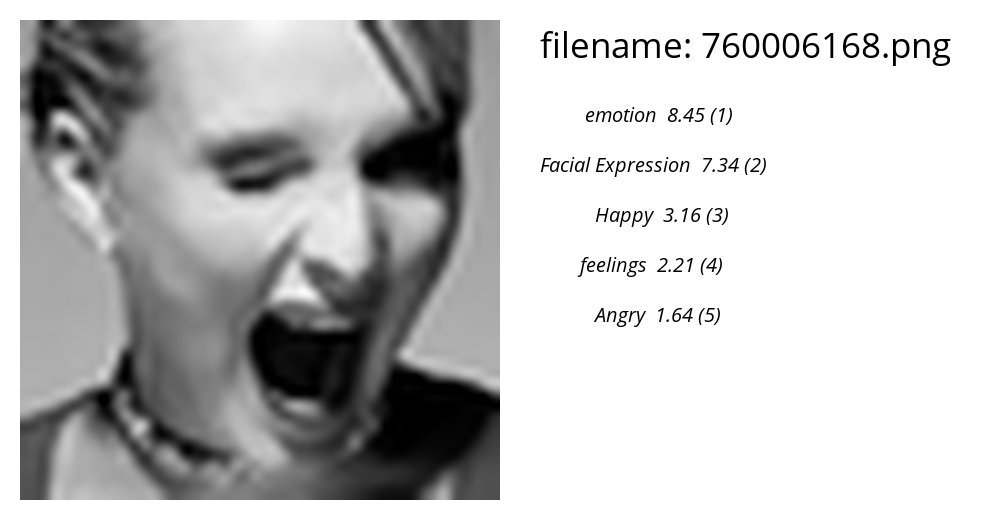 filename: 760006168.png
emotion 8.45 (1)
Facial Expression 7.34 (2)
Happy 3.16 (3)
feelings 2.21 (4)
Angry 1.64 (5)